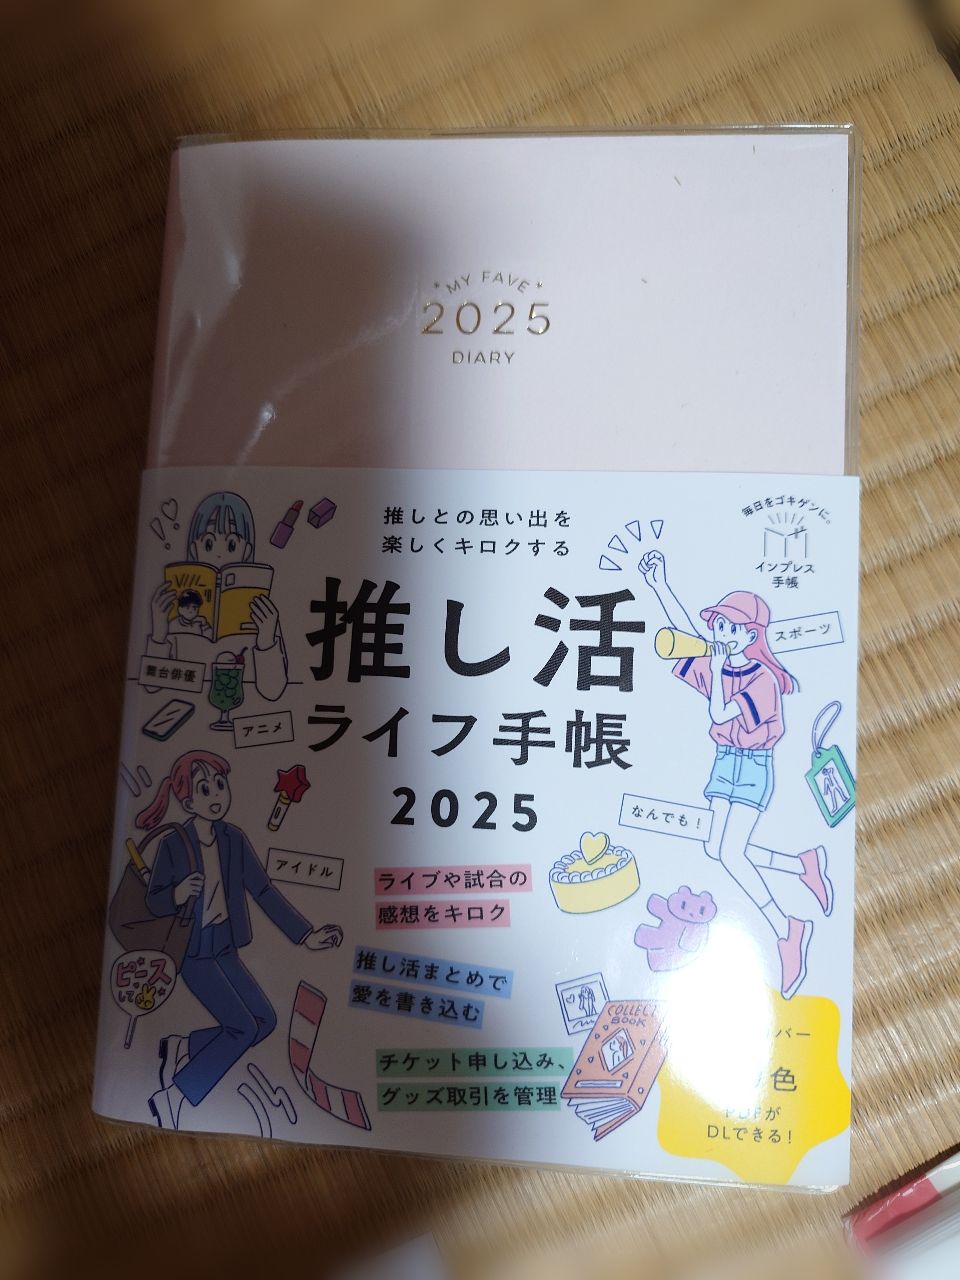 *MY FAVE*
2025
DIARY
推しとの思い出を
楽しくキロクする
毎日をゴキゲンに。
インプレス
手帳
推し活
ライフ手帳
2025
スポーツ
舞台俳優
アニメ
なんでも!
アイドル
ライブや試合の
感想をキロク
ピース
して
推し活まとめで
愛を書き込む
COLLECT
BOOK
チケット申し込み、
グッズ取引を管理
バー
色
PDFが
DLできる!